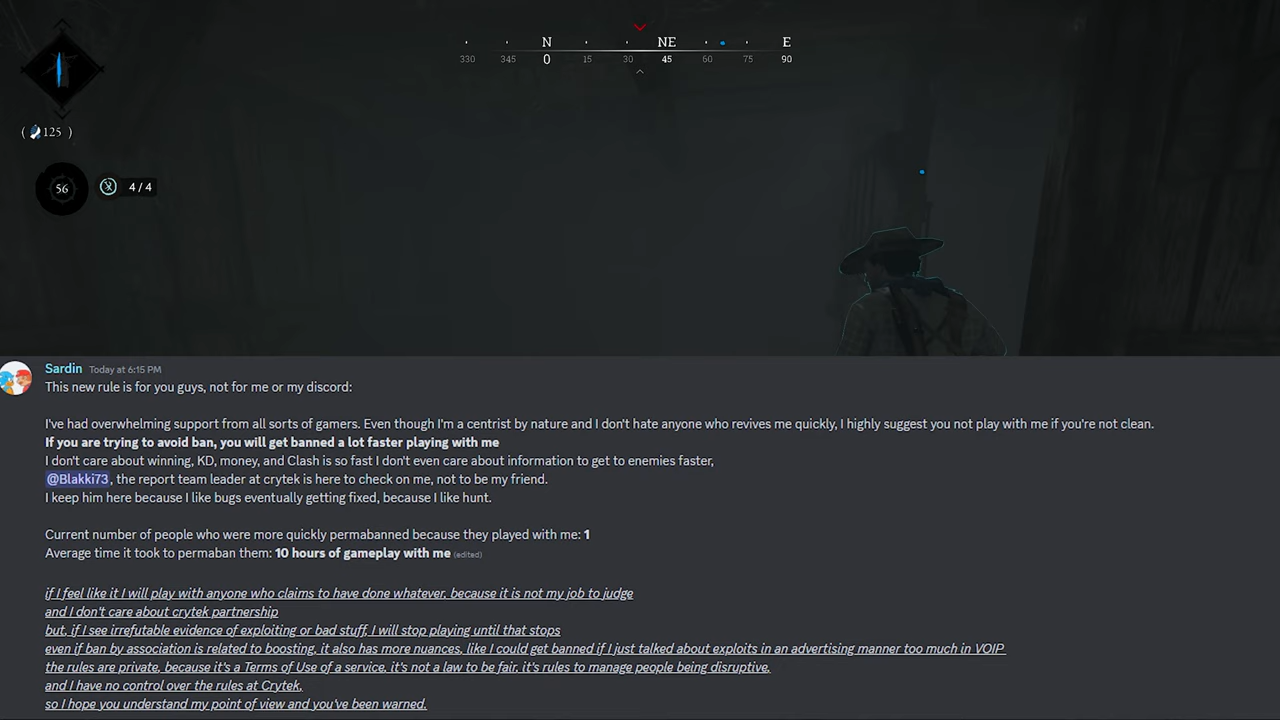 N NE E
330 345 0 15 30 45 60 75 90
( 125 )
56 4 / 4
Sardin Today at 6:15 PM
This new rule is for you guys, not for me or my discord:
I've had overwhelming support from all sorts of gamers. Even though I'm a centrist by nature and I don't hate anyone who revives me quickly, I highly suggest you not play with me if you're not clean.
If you are trying to avoid ban, you will get banned a lot faster playing with me
I don't care about winning, KD, money, and Clash is so fast I don't even care about information to get to enemies faster,
@Blakki73, the report team leader at crytek is here to check on me, not to be my friend.
I keep him here because I like bugs eventually getting fixed, because I like hunt.
Current number of people who were more quickly permabanned because they played with me: 1
Average time it took to permaban them: 10 hours of gameplay with me (edited)
if I feel like it I will play with anyone who claims to have done whatever, because it is not my job to judge
and I don't care about crytek partnership
but, if I see irrefutable evidence of exploiting or bad stuff, I will stop playing until that stops
even if ban by association is related to boosting, it also has more nuances, like I could get banned if I just talked about exploits in an advertising manner too much in VOIP
the rules are private, because it's a Terms of Use of a service, it's not a law to be fair, it's rules to manage people being disruptive,
and I have no control over the rules at Crytek,
so I hope you understand my point of view and you've been warned.